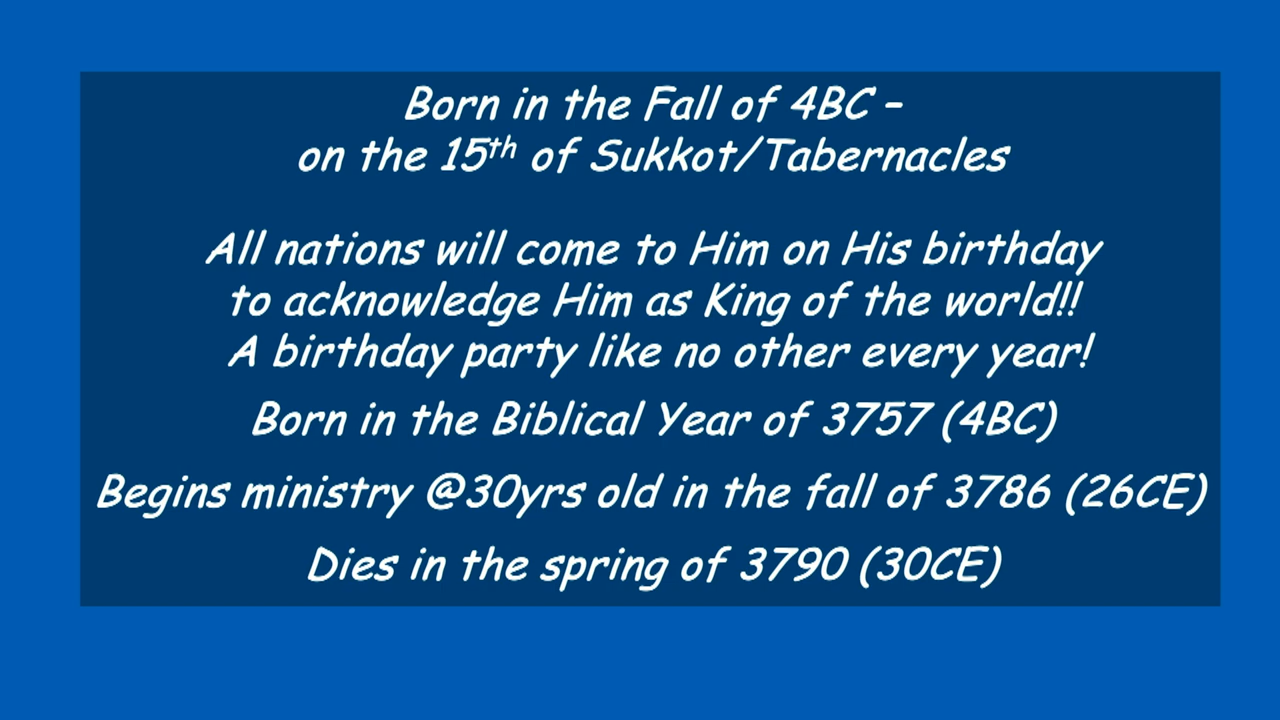 Born in the Fall of 4BC –
on the 15th of Sukkot/Tabernacles
All nations will come to Him on His birthday
to acknowledge Him as King of the world!!
A birthday party like no other every year!
Born in the Biblical Year of 3757 (4BC)
Begins ministry @30yrs old in the fall of 3786 (26CE)
Dies in the spring of 3790 (30CE)